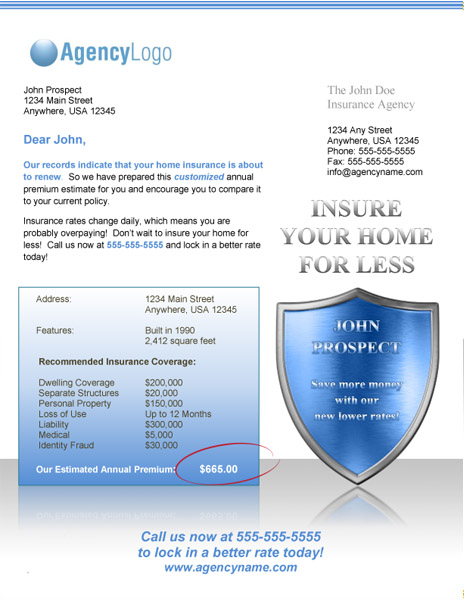 AgencyLogo
John Prospect
1234 Main Street
Anywhere, USA 12345
The John Doe
Insurance Agency
1234 Any Street
Anywhere, USA 12345
Phone: 555-555-5555
Fax: 555-555-5555
info@agencyname.com
Dear John,
Our records indicate that your home insurance is about
to renew.  So we have prepared this customized annual
premium estimate for you and encourage you to compare it
to your current policy.
Insurance rates change daily, which means you are
probably overpaying!  Don't wait to insure your home for
less!  Call us now at 555-555-5555 and lock in a better rate
today!
INSURE
YOUR HOME
FOR LESS
Address: 1234 Main Street
Anywhere, USA 12345
Features: Built in 1990
2,412 square feet
Recommended Insurance Coverage:
Dwelling Coverage $200,000
Separate Structures $20,000
Personal Property $150,000
Loss of Use Up to 12 Months
Liability $300,000
Medical $5,000
Identity Fraud $30,000
Our Estimated Annual Premium: $665.00
JOHN
PROSPECT
Save more money
with our
new lower rates!
Call us now at 555-555-5555
to lock in a better rate today!
www.agencyname.com